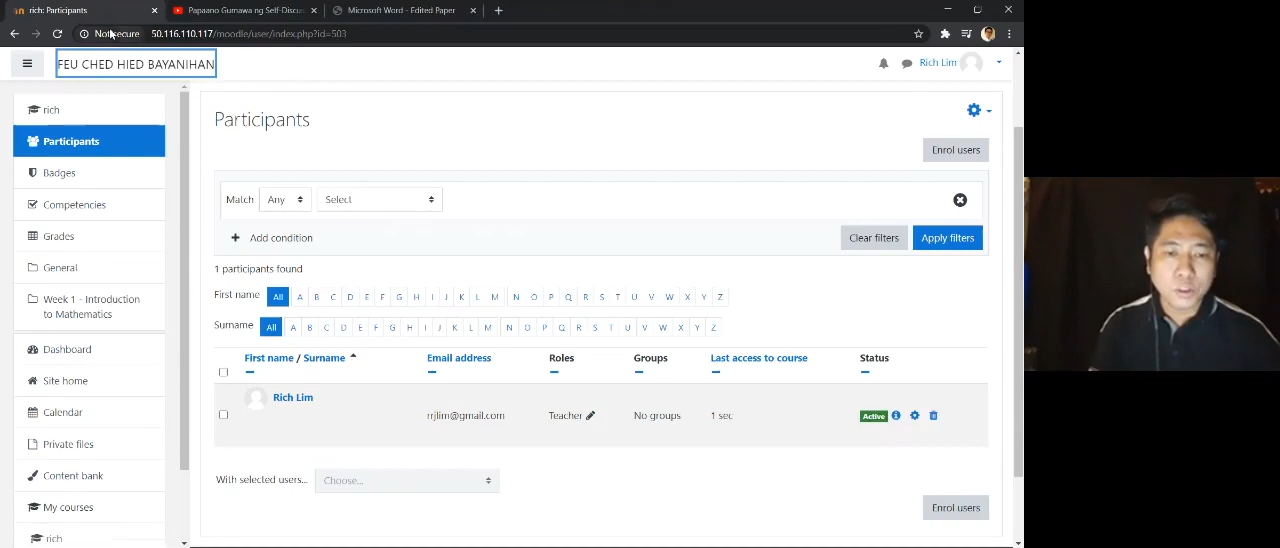 rich: Participants
Papaano Gumawa ng Self-Discus
Microsoft Word - Edited Paper
Not secure
50.116.110.117/moodle/user/index.php?id=503
FEU CHED HIED BAYANIHAN
Rich Lim
rich
Participants
Badges
Competencies
Grades
General
Week 1 - Introduction
to Mathematics
Dashboard
Site home
Calendar
Private files
Content bank
My courses
rich
Participants
Enrol users
Match Any Select
Add condition
Clear filters
Apply filters
1 participants found
First name All A B C D E F G H I J K L M N O P Q R S T U V W X Y Z
Surname All A B C D E F G H I J K L M N O P Q R S T U V W X Y Z
First name / Surname Email address Roles Groups Last access to course Status
Rich Lim
rrjlim@gmail.com Teacher No groups 1 sec Active
With selected users... Choose...
Enrol users